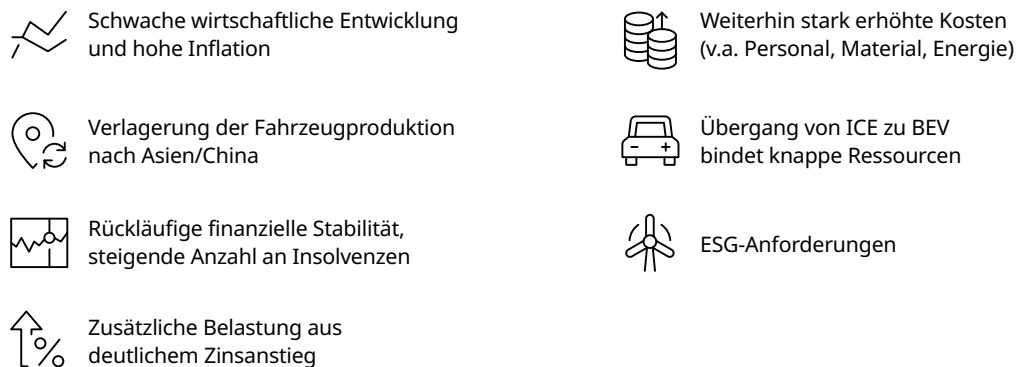 Schwache wirtschaftliche Entwicklung
und hohe Inflation
Verlagerung der Fahrzeugproduktion
nach Asien/China
Rückläufige finanzielle Stabilität,
steigende Anzahl an Insolvenzen
Zusätzliche Belastung aus
deutlichem Zinsanstieg
Weiterhin stark erhöhte Kosten
(v.a. Personal, Material, Energie)
Übergang von ICE zu BEV
bindet knappe Ressourcen
ESG-Anforderungen